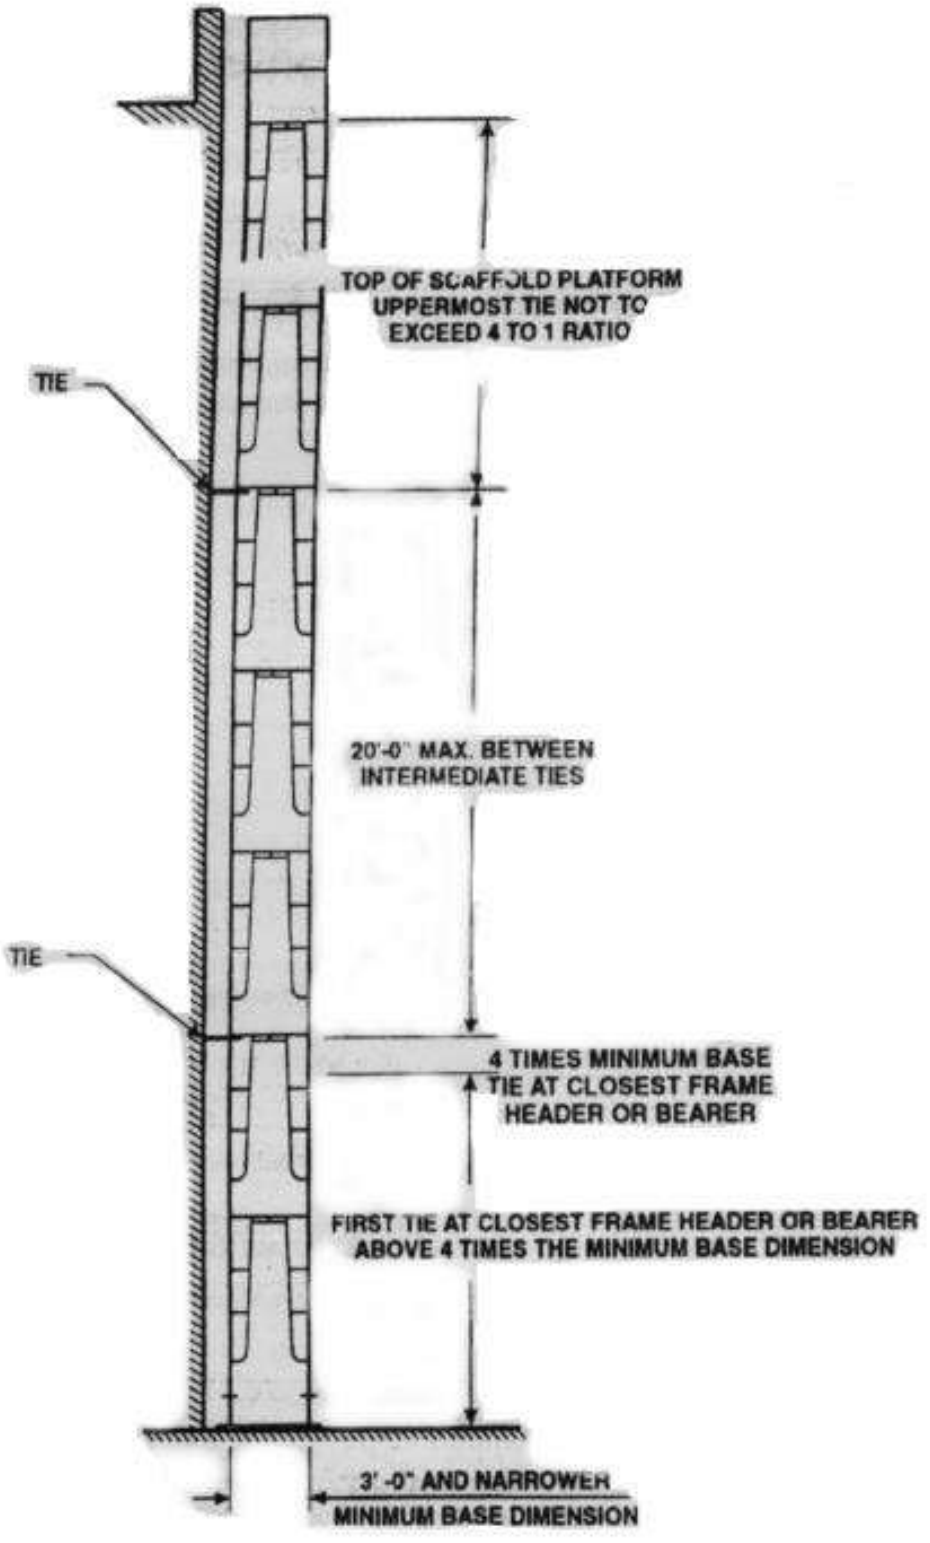 TOP OF SCAFFOLD PLATFORM
UPPERMOST TIE NOT TO
EXCEED 4 TO 1 RATIO
TIE
20'-0" MAX. BETWEEN
INTERMEDIATE TIES
TIE
4 TIMES MINIMUM BASE
TIE AT CLOSEST FRAME
HEADER OR BEARER
FIRST TIE AT CLOSEST FRAME HEADER OR BEARER
ABOVE 4 TIMES THE MINIMUM BASE DIMENSION
3'-0" AND NARROWER
MINIMUM BASE DIMENSION